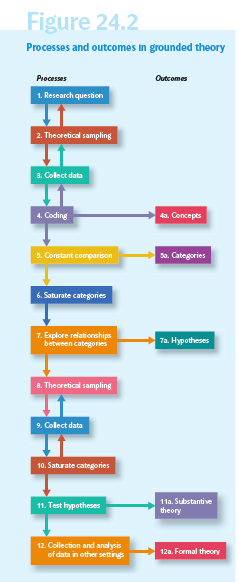 Figure 24.2
Processes and outcomes in grounded theory
Processes
Outcomes
1. Research question
2. Theoretical sampling
3. Collect data
4. Coding
4a. Concepts
5. Constant comparison
5a. Categories
6. Saturate categories
7. Explore relationships
between categories
7a. Hypotheses
8. Theoretical sampling
9. Collect data
10. Saturate categories
11. Test hypotheses
11a. Substantive
theory
12. Collection and analysis
of data in other settings
12a. Formal theory